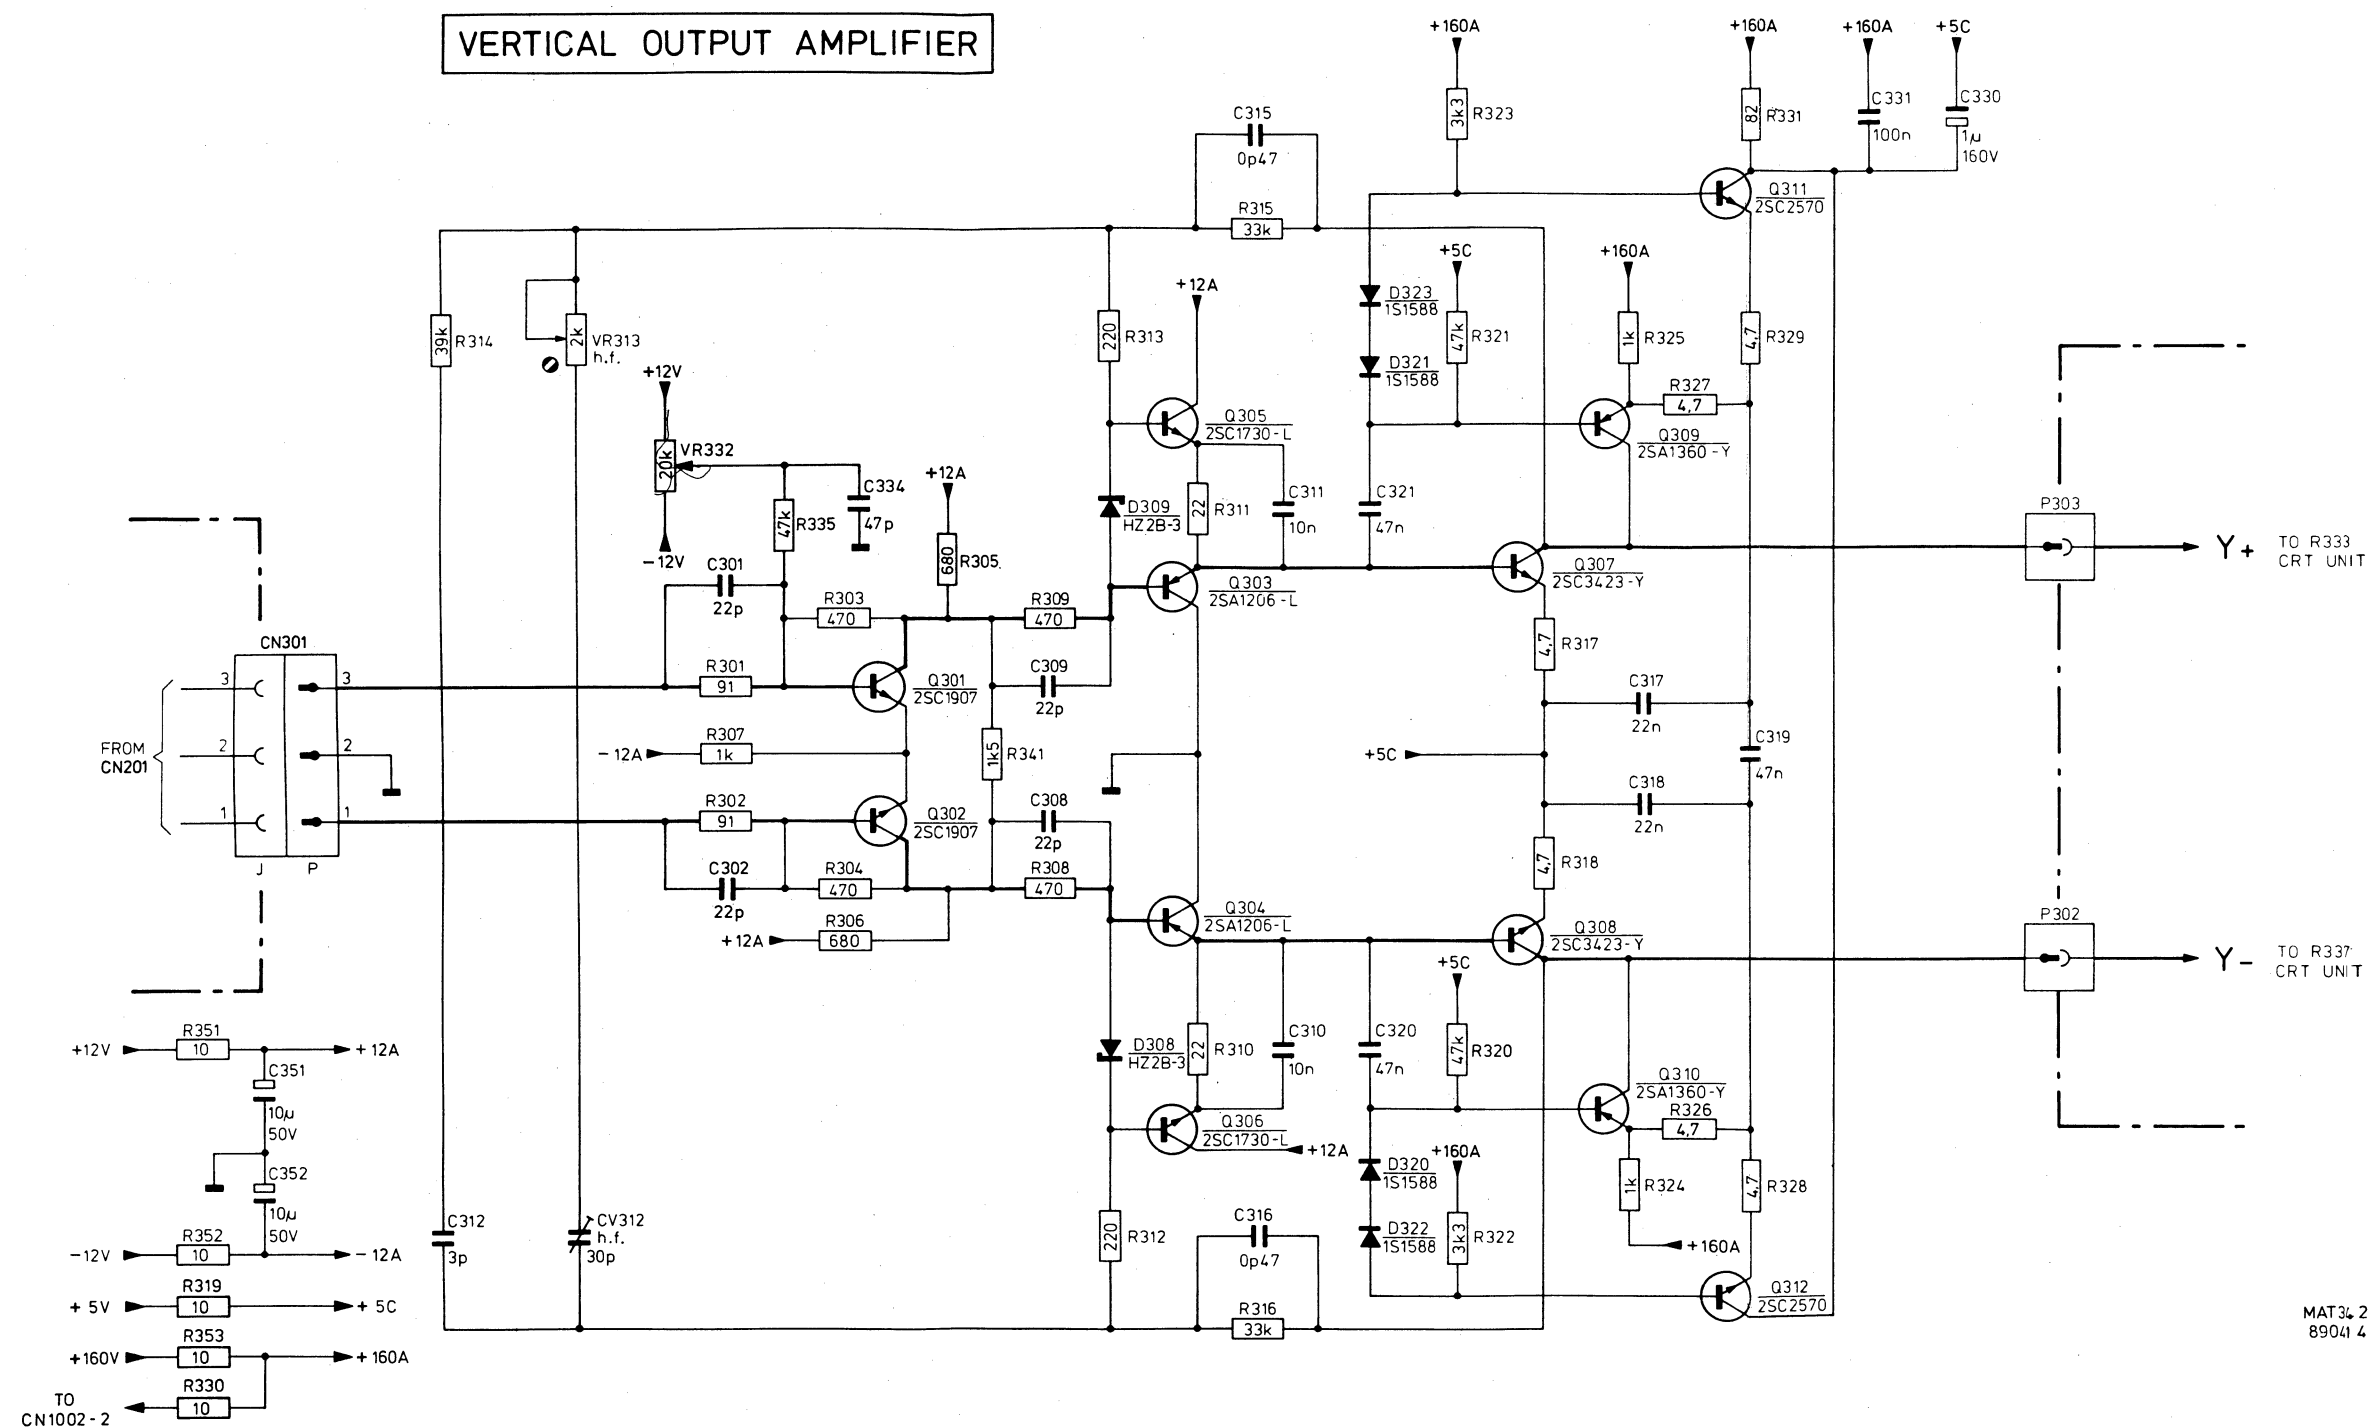 VERTICAL OUTPUT AMPLIFIER
+160A
+160A
+160A
+5C
3k3
R323
82
R331
C331
100n
C330
1µ
160V
C315
0p47
R315
33k
Q311
2SC2570
39k
R314
2k
VR313
h.f.
220
R313
+12A
D323
1S1588
D321
1S1588
+5C
47k
R321
+160A
1k
R325
4,7
R329
R327
4,7
+12V
20k
VR332
-12V
47k
R335
C334
47p
+12A
680
R305
Q305
2SC1730-L
Q309
2SA1360-Y
D309
HZ2B-3
22
R311
C311
10n
C321
47n
P303
Y+
TO R333
CRT UNIT
C301
22p
R303
470
R309
470
Q303
2SA1206-L
Q307
2SC3423-Y
CN301
3
3
R301
91
Q301
2SC1907
C309
22p
4,7
R317
C317
22n
FROM
CN201
2
2
-12A
R307
1k
1k5
R341
+5C
C319
47n
1
1
R302
91
Q302
2SC1907
C308
22p
C318
22n
J
P
C302
22p
R304
470
R308
470
4,7
R318
+12A
R306
680
Q304
2SA1206-L
Q308
2SC3423-Y
P302
Y-
TO R337
CRT UNIT
+5C
+12V
R351
10
+12A
C351
10µ
50V
D308
HZ2B-3
22
R310
C310
10n
C320
47n
47k
R320
Q310
2SA1360-Y
R326
4,7
Q306
2SC1730-L
+12A
C352
10µ
50V
D320
1S1588
+160A
1k
R324
4,7
R328
-12V
R352
10
-12A
C312
3p
CV312
h.f.
30p
220
R312
C316
0p47
D322
1S1588
3k3
R322
+160A
R316
33k
Q312
2SC2570
+5V
R319
10
+5C
+160V
R353
10
+160A
TO
CN1002-2
R330
10
MAT34 2
89041 4